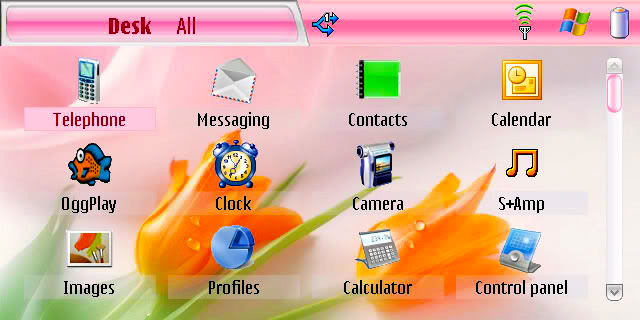 Desk All
Telephone Messaging Contacts Calendar
OggPlay Clock Camera S+Amp
Images Profiles Calculator Control panel